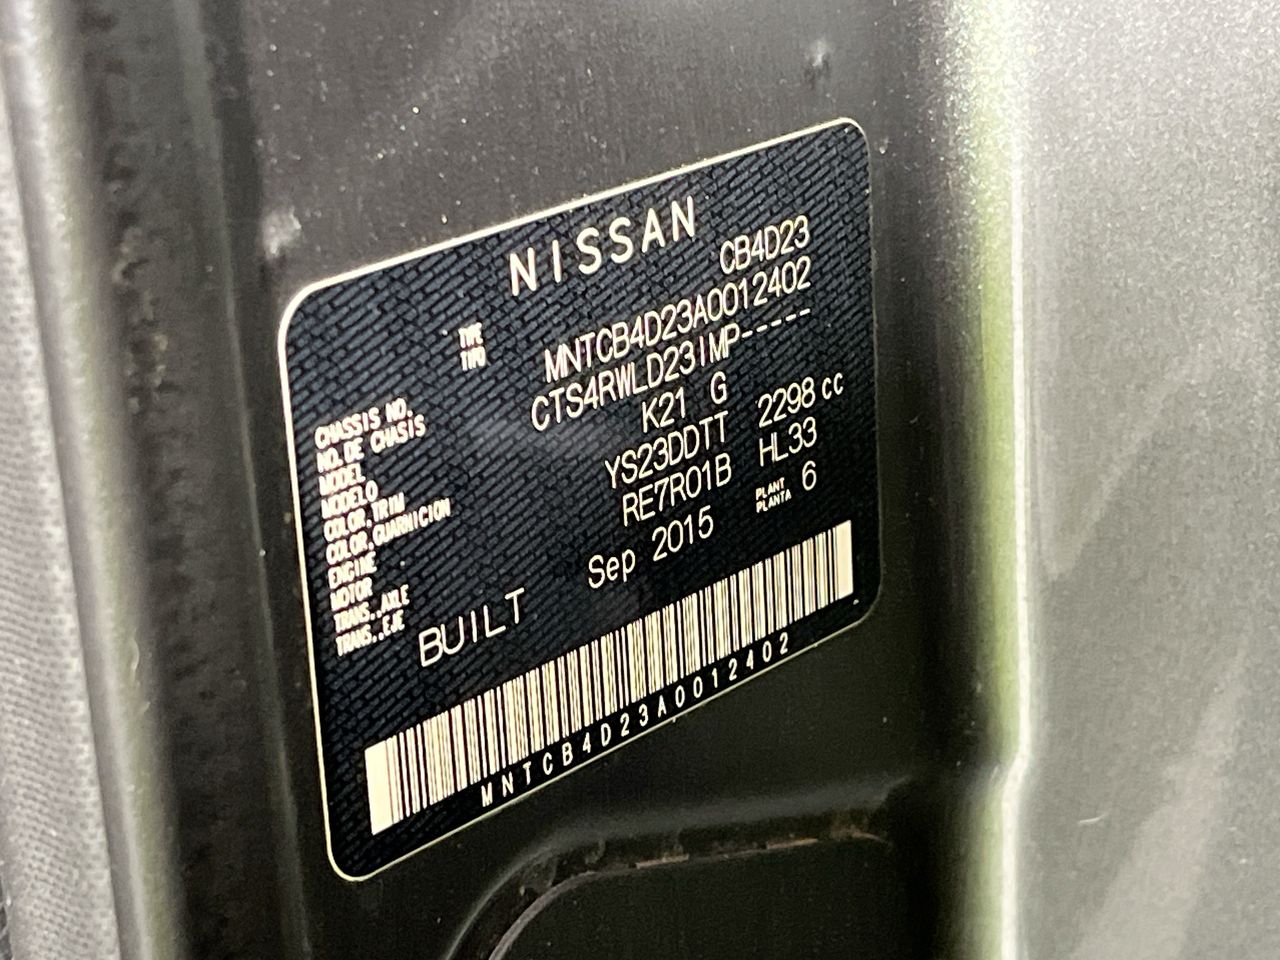 NISSAN
TYPE
TIPO
CB4D23
CHASSIS NO.
NO. DE CHASIS
MNTCB4D23A0012402
MODEL
MODELO
CTS4RWLD23IMP-----
COLOR, TRIM
COLOR, GUARNICION
K21 G
ENGINE
MOTOR
YS23DDTT 2298 cc
TRANS., AXLE
TRANS., EJE
RE7R01B HL33
BUILT Sep 2015
PLANT
PLANTA
6
MNTCB4D23A0012402